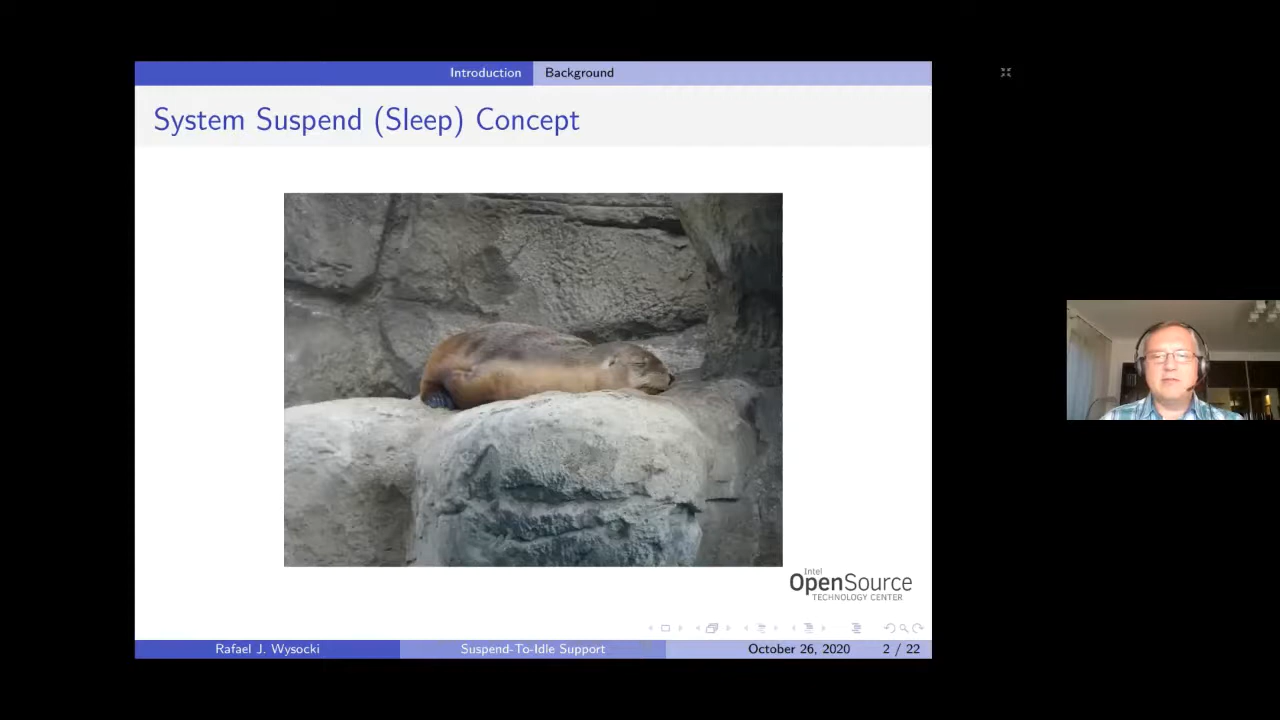 Introduction Background
System Suspend (Sleep) Concept
Intel
OpenSource
TECHNOLOGY CENTER
Rafael J. Wysocki Suspend-To-Idle Support October 26, 2020 2 / 22